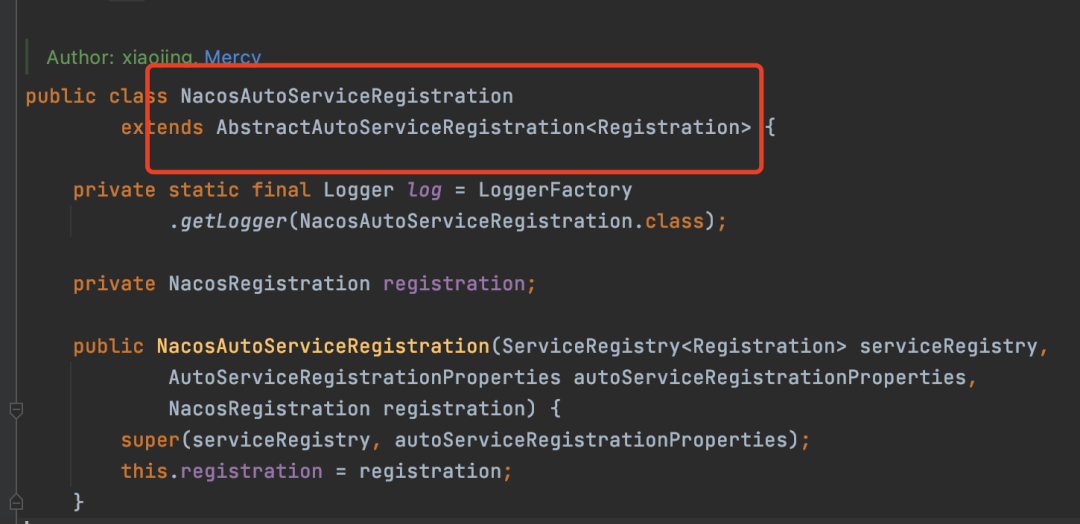 Author: xiaojing, Mercy
public class NacosAutoServiceRegistration
extends AbstractAutoServiceRegistration<Registration> {
private static final Logger log = LoggerFactory
.getLogger(NacosAutoServiceRegistration.class);
private NacosRegistration registration;
public NacosAutoServiceRegistration(ServiceRegistry<Registration> serviceRegistry,
AutoServiceRegistrationProperties autoServiceRegistrationProperties,
NacosRegistration registration) {
super(serviceRegistry, autoServiceRegistrationProperties);
this.registration = registration;
}